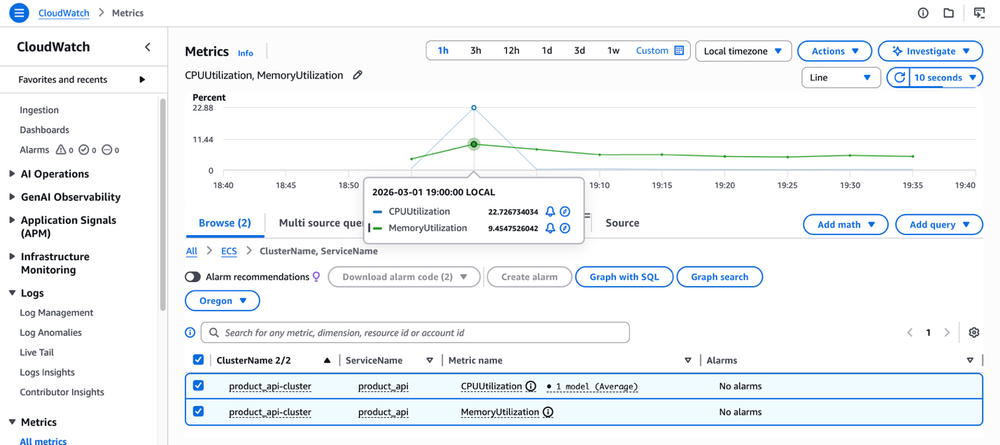 CloudWatch > Metrics
CloudWatch
Favorites and recents
Ingestion
Dashboards
Alarms 0 0 0
AI Operations
GenAI Observability
Application Signals
(APM)
Infrastructure
Monitoring
Logs
Log Management
Log Anomalies
Live Tail
Logs Insights
Contributor Insights
Metrics
All metrics
Metrics Info
1h 3h 12h 1d 3d 1w Custom Local timezone Actions Investigate
CPUUtilization, MemoryUtilization
Line 10 seconds
Percent
22.88
11.44
0
18:40 18:45 18:50 19:10 19:15 19:20 19:25 19:30 19:35 19:40
2026-03-01 19:00:00 LOCAL
CPUUtilization 22.726734034
MemoryUtilization 9.4547526042
Browse (2) Multi source que Source Add math Add query
All > ECS > ClusterName, ServiceName
Alarm recommendations Download alarm code (2) Create alarm Graph with SQL Graph search
Oregon
Search for any metric, dimension, resource id or account id 1
ClusterName 2/2 ServiceName Metric name Alarms
product_api-cluster product_api CPUUtilization • 1 model (Average) No alarms
product_api-cluster product_api MemoryUtilization No alarms